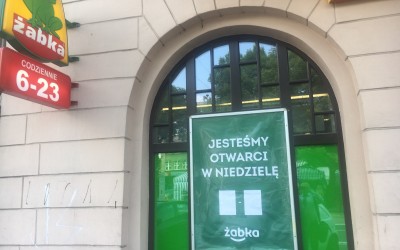 żabka
CODZIENNIE
6-23
JESTEŚMY
OTWARCI
W NIEDZIELĘ
żabka